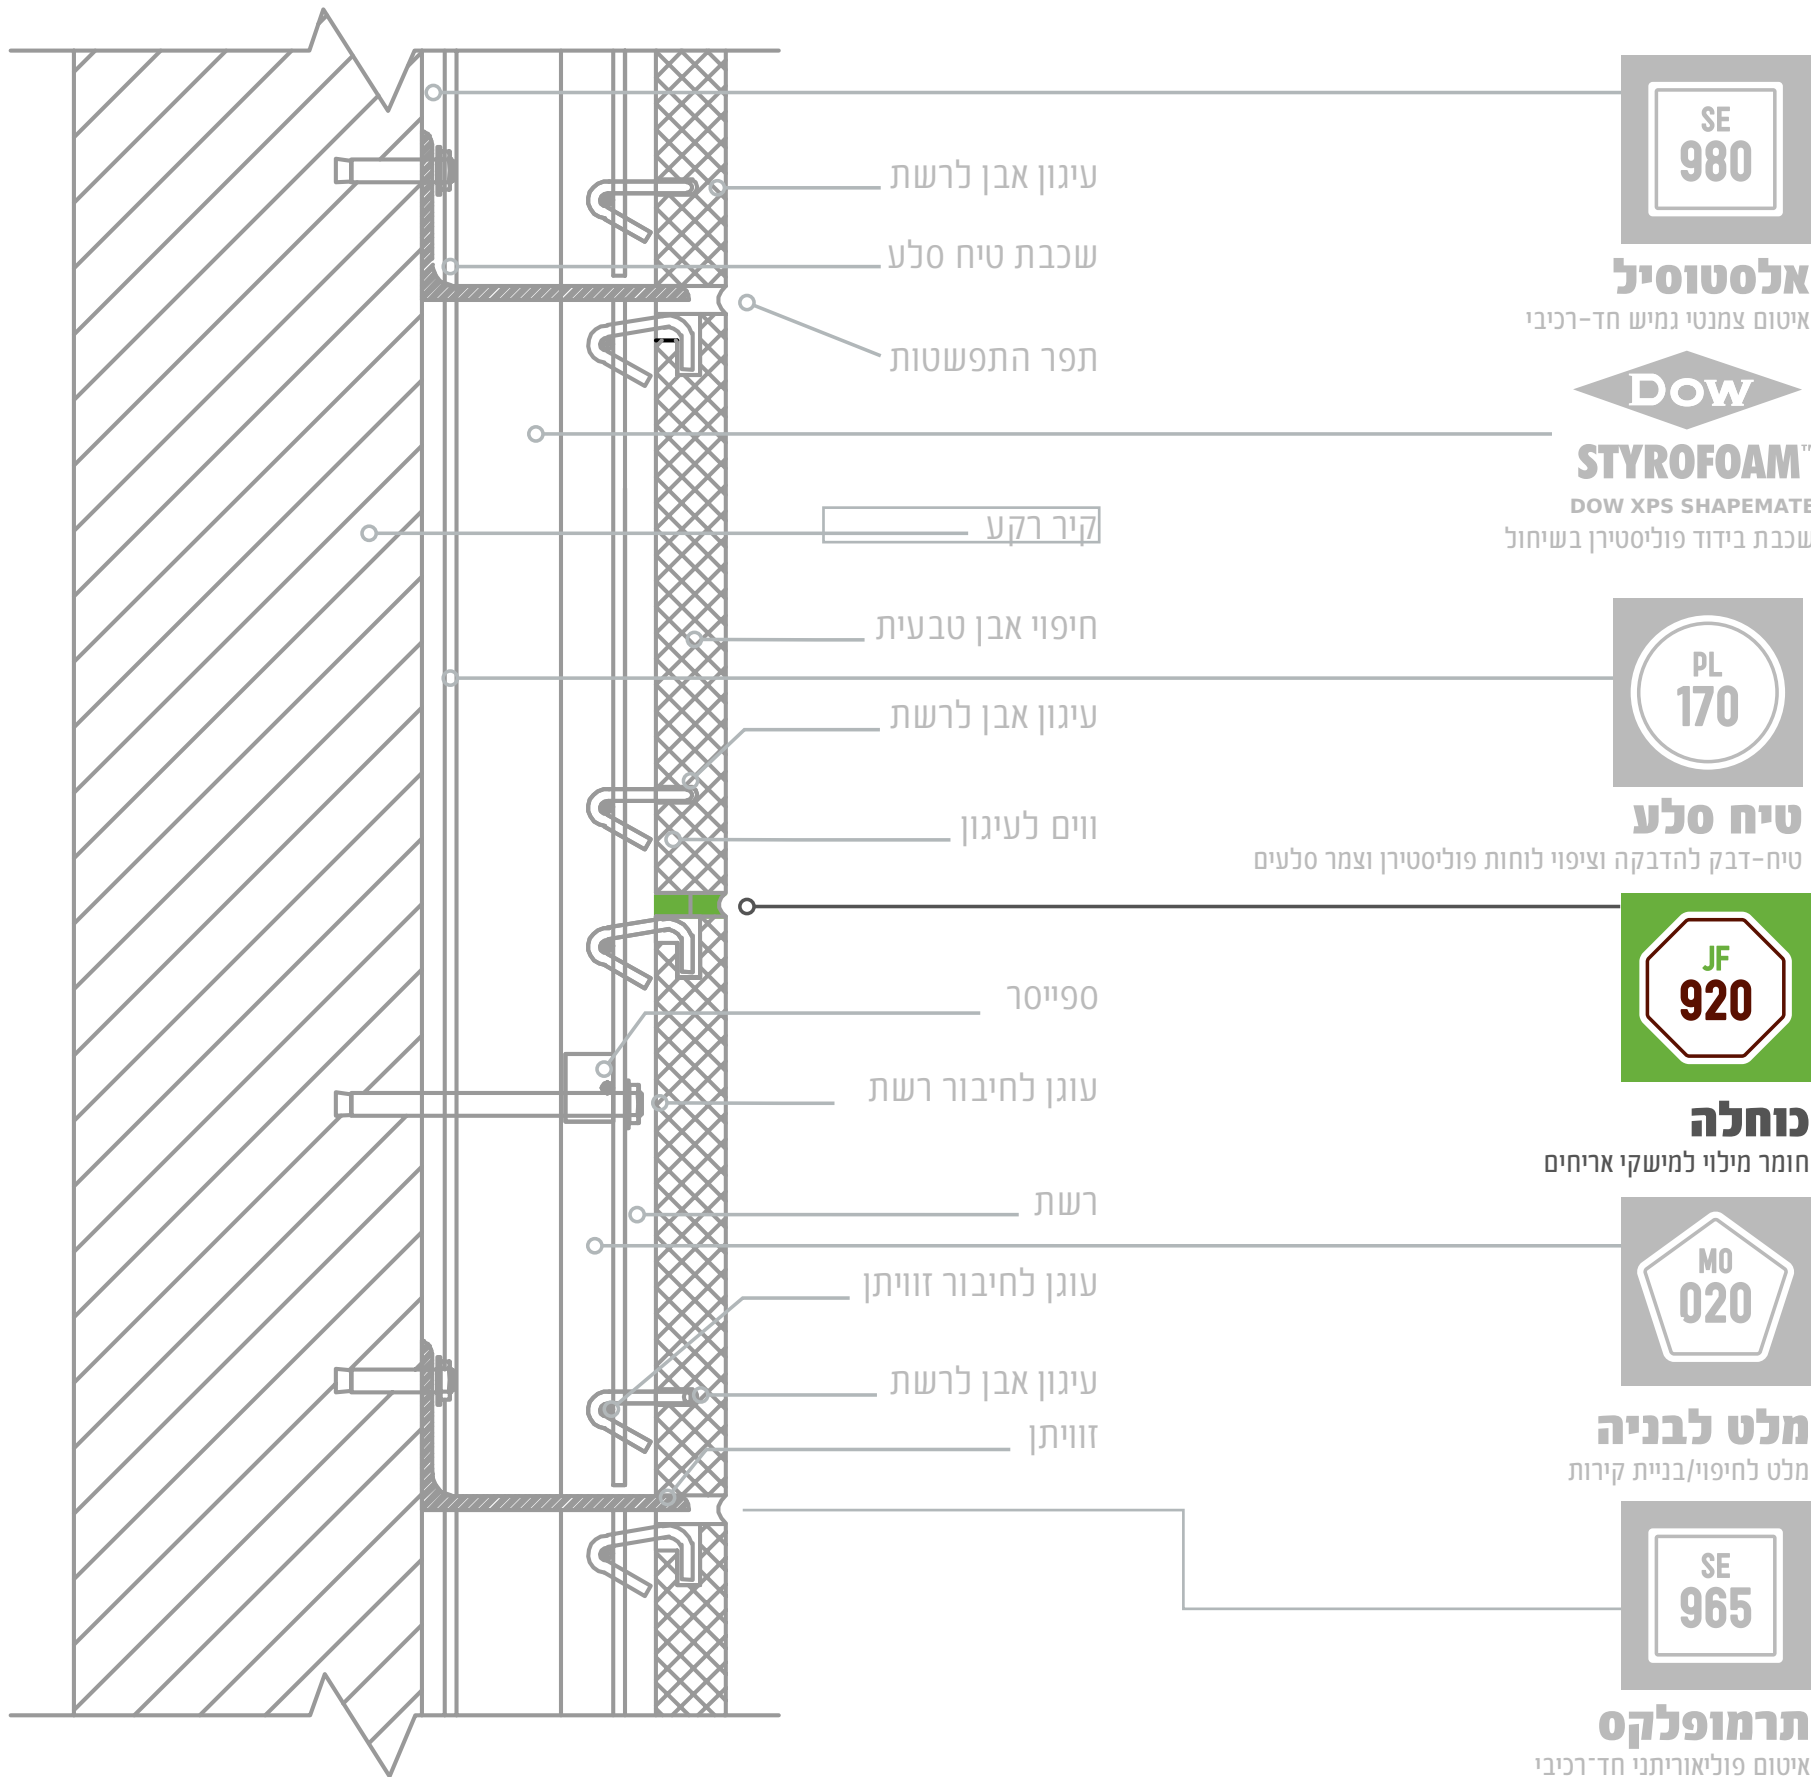 SE
980
אלסטוסיל
איטום צמנטי גמיש חד-רכיבי
עיגון אבן לרשת
שכבת טיח סלע
תפר התפשטות
Dow
STYROFOAM™
DOW XPS SHAPEMATE
שכבת בידוד פוליסטירן בשיחול
קיר רקע
חיפוי אבן טבעית
PL
170
טיח סלע
טיח-דבק להדבקה וציפוי לוחות פוליסטירן וצמר סלעים
עיגון אבן לרשת
ווים לעיגון
JF
920
כוחלה
חומר מילוי למישקי אריחים
ספייסר
עוגן לחיבור רשת
רשת
MO
020
מלט לבניה
מלט לחיפוי/בניית קירות
עוגן לחיבור זוויתן
עיגון אבן לרשת
זוויתן
SE
965
תרמופלקס
איטום פוליאוריתני חד־רכיבי